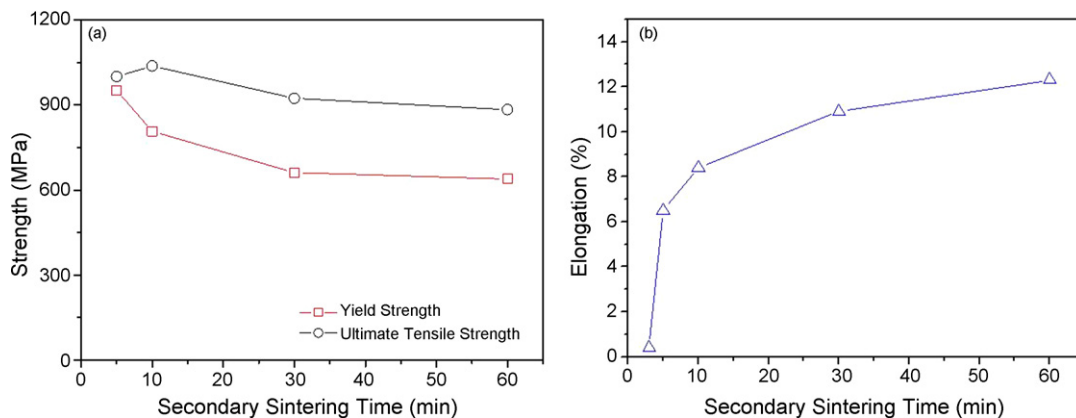 (a)
1200
900
600
300
0
Strength (MPa)
Yield Strength
Ultimate Tensile Strength
0 10 20 30 40 50 60
Secondary Sintering Time (min)
(b)
14
12
10
8
6
4
2
0
Elongation (%)
0 10 20 30 40 50 60
Secondary Sintering Time (min)